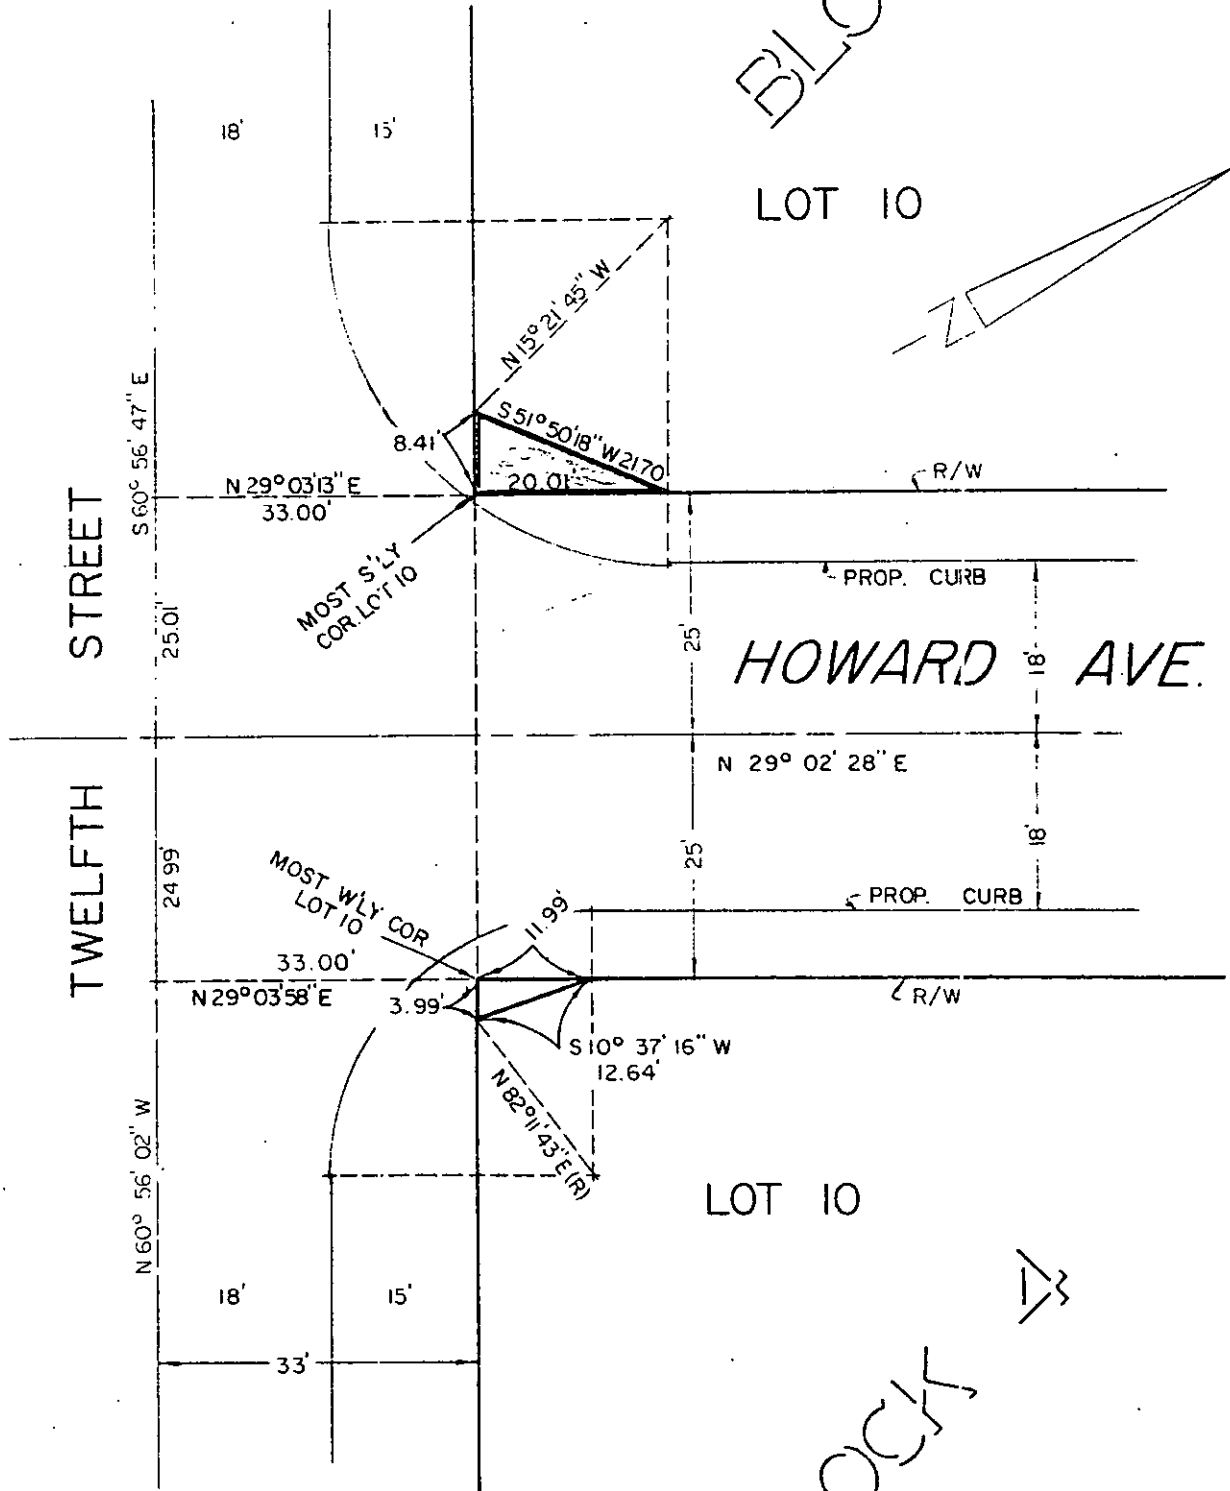 BLO
18'
15'
LOT 10
N
N 15° 21' 45" W
S 60° 56' 47" E
S 51° 50' 18" W 21.70
8.41'
20.01'
R/W
N 29° 03' 13" E
33.00'
MOST S'LY
COR. LOT 10
PROP. CURB
STREET
25.01'
25'
HOWARD AVE.
18'
N 29° 02' 28" E
TWELFTH
24.99'
MOST W'LY COR
LOT 10
25'
18'
11.99'
PROP. CURB
33.00'
N 29° 03' 58" E
3.99'
R/W
S 10° 37' 16" W
12.64'
N 82° 11' 43" E (R)
N 60° 56' 02" W
LOT 10
18'
15'
33'
OCK